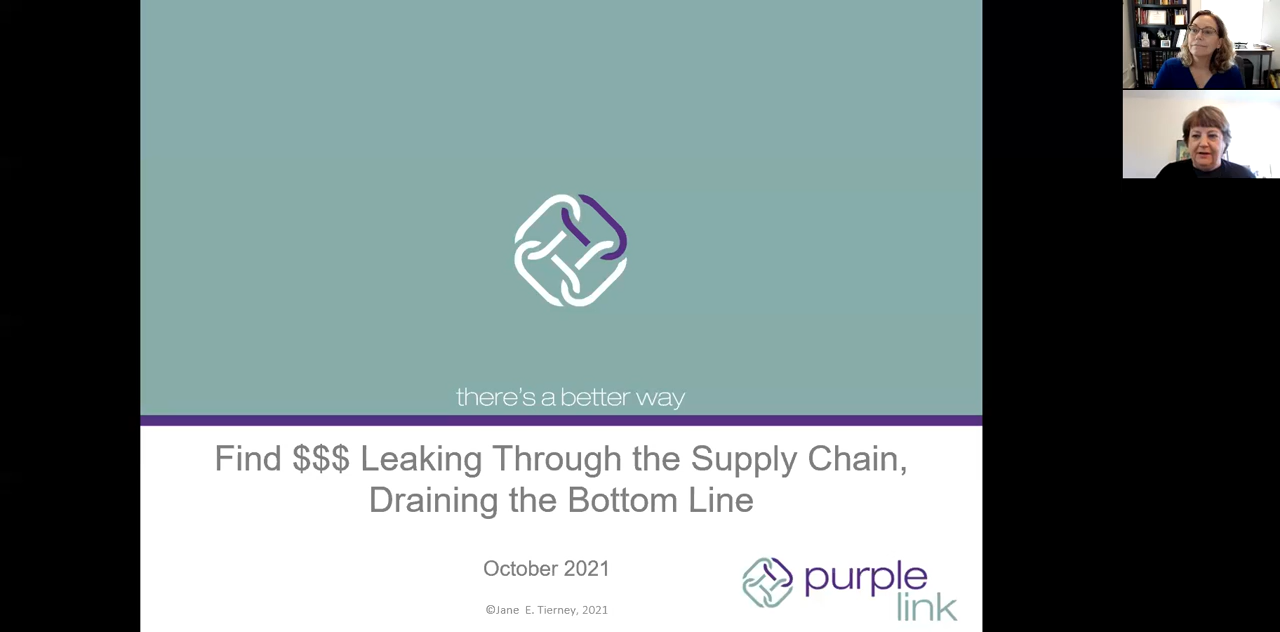 there's a better way
Find $$$ Leaking Through the Supply Chain,
Draining the Bottom Line
October 2021
©Jane E. Tierney, 2021
purple
link